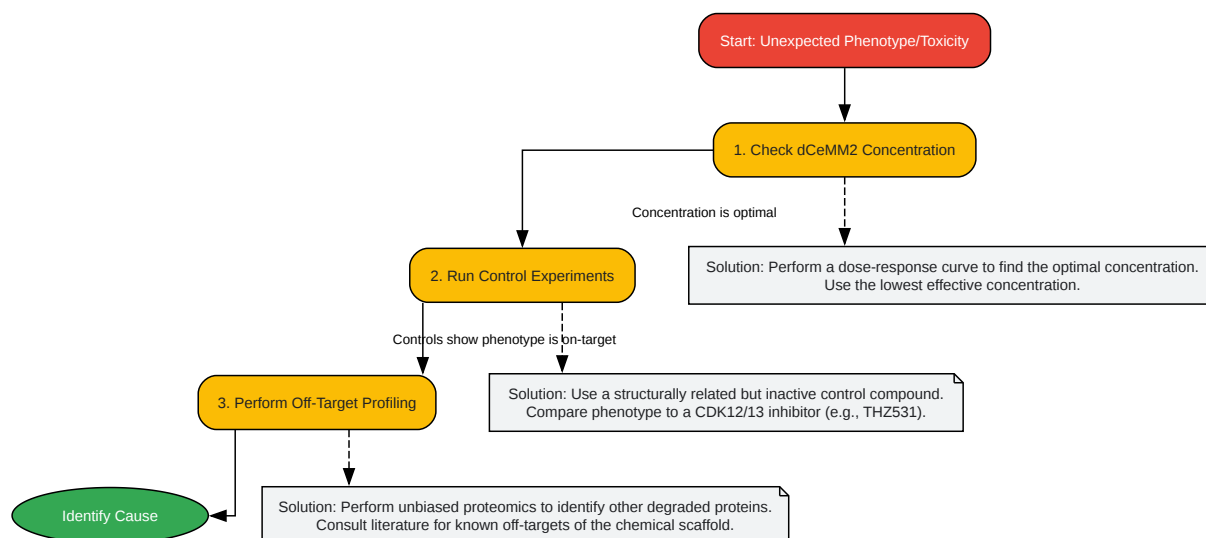 Start: Unexpected Phenotype/Toxicity
1. Check dCeMM2 Concentration
Concentration is optimal
Solution: Perform a dose-response curve to find the optimal concentration.
Use the lowest effective concentration.
2. Run Control Experiments
Controls show phenotype is on-target
Solution: Use a structurally related but inactive control compound.
Compare phenotype to a CDK12/13 inhibitor (e.g., THZ531).
3. Perform Off-Target Profiling
Solution: Perform unbiased proteomics to identify other degraded proteins.
Consult literature for known off-targets of the chemical scaffold.
Identify Cause